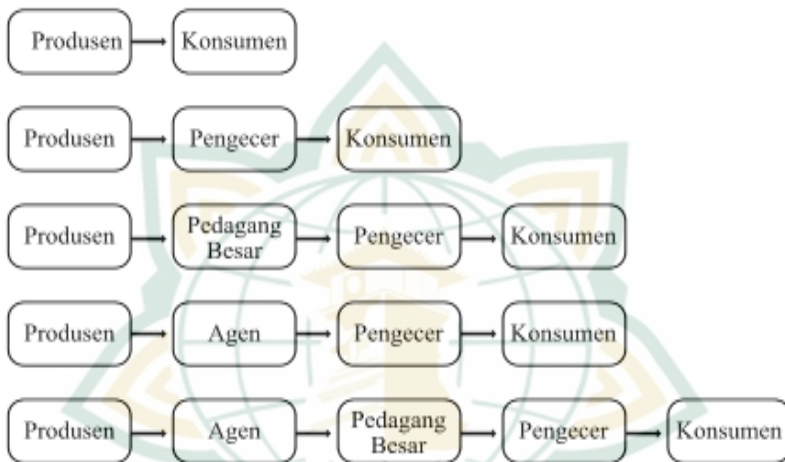 Produsen Konsumen
Produsen Pengecer Konsumen
Produsen Pedagang Besar Pengecer Konsumen
Produsen Agen Pengecer Konsumen
Produsen Agen Pedagang Besar Pengecer Konsumen